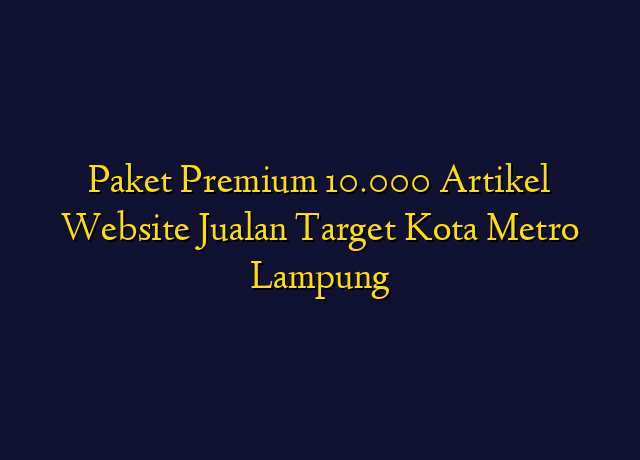 Paket Premium 10.000 Artikel
Website Jualan Target Kota Metro
Lampung